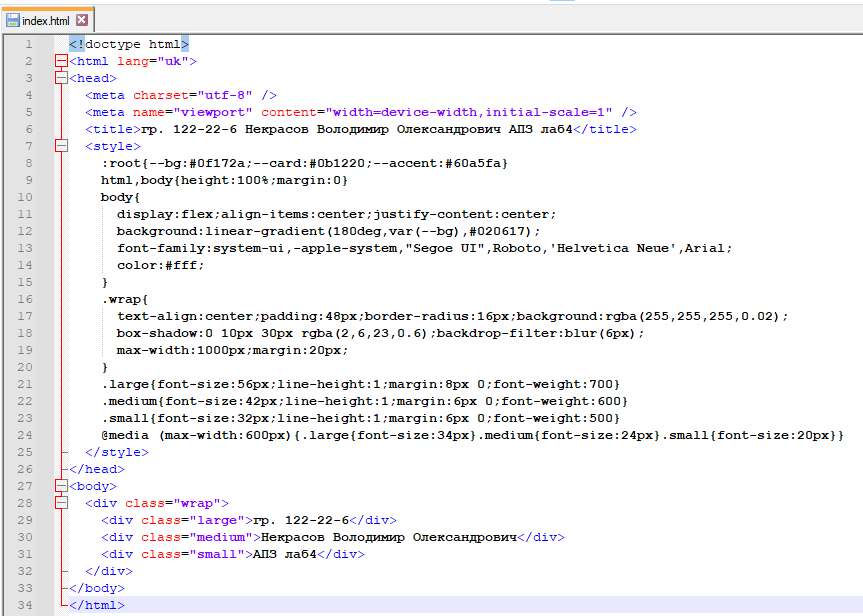 index.html
1 <!doctype html>
2 <html lang="uk">
3 <head>
4   <meta charset="utf-8" />
5   <meta name="viewport" content="width=device-width,initial-scale=1" />
6   <title>гр. 122-22-6 Некрасов Володимир Олександрович АПЗ лаб4</title>
7   <style>
8     :root{--bg:#0f172a;--card:#0b1220;--accent:#60a5fa}
9     html,body{height:100%;margin:0}
10     body{
11       display:flex;align-items:center;justify-content:center;
12       background:linear-gradient(180deg,var(--bg),#020617);
13       font-family:system-ui,-apple-system,"Segoe UI",Roboto,'Helvetica Neue',Arial;
14       color:#fff;
15     }
16     .wrap{
17       text-align:center;padding:48px;border-radius:16px;background:rgba(255,255,255,0.02);
18       box-shadow:0 10px 30px rgba(2,6,23,0.6);backdrop-filter:blur(6px);
19       max-width:1000px;margin:20px;
20     }
21     .large{font-size:56px;line-height:1;margin:8px 0;font-weight:700}
22     .medium{font-size:42px;line-height:1;margin:6px 0;font-weight:600}
23     .small{font-size:32px;line-height:1;margin:6px 0;font-weight:500}
24     @media (max-width:600px){.large{font-size:34px}.medium{font-size:24px}.small{font-size:20px}}
25   </style>
26 </head>
27 <body>
28   <div class="wrap">
29     <div class="large">гр. 122-22-6</div>
30     <div class="medium">Некрасов Володимир Олександрович</div>
31     <div class="small">АПЗ лаб4</div>
32   </div>
33 </body>
34 </html>